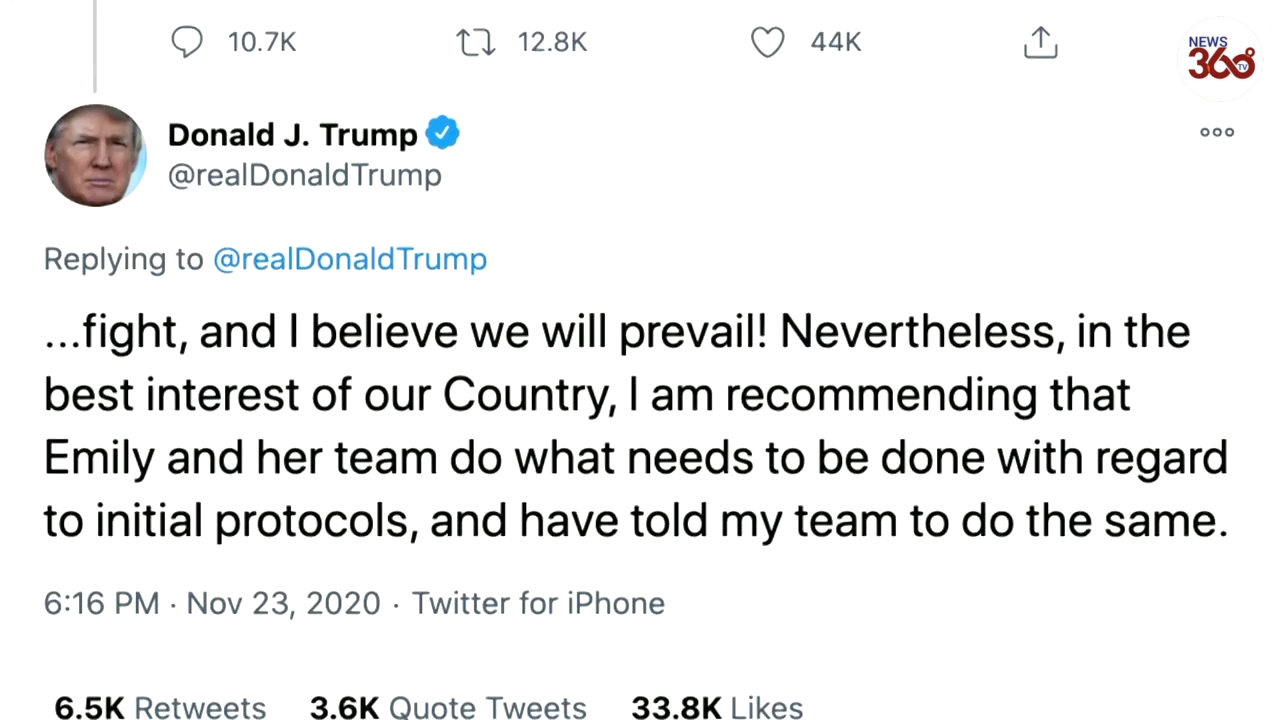 10.7K 12.8K 44K
NEWS
360
TV
Donald J. Trump
@realDonaldTrump
Replying to @realDonaldTrump
...fight, and I believe we will prevail! Nevertheless, in the
best interest of our Country, I am recommending that
Emily and her team do what needs to be done with regard
to initial protocols, and have told my team to do the same.
6:16 PM · Nov 23, 2020 · Twitter for iPhone
6.5K Retweets 3.6K Quote Tweets 33.8K Likes